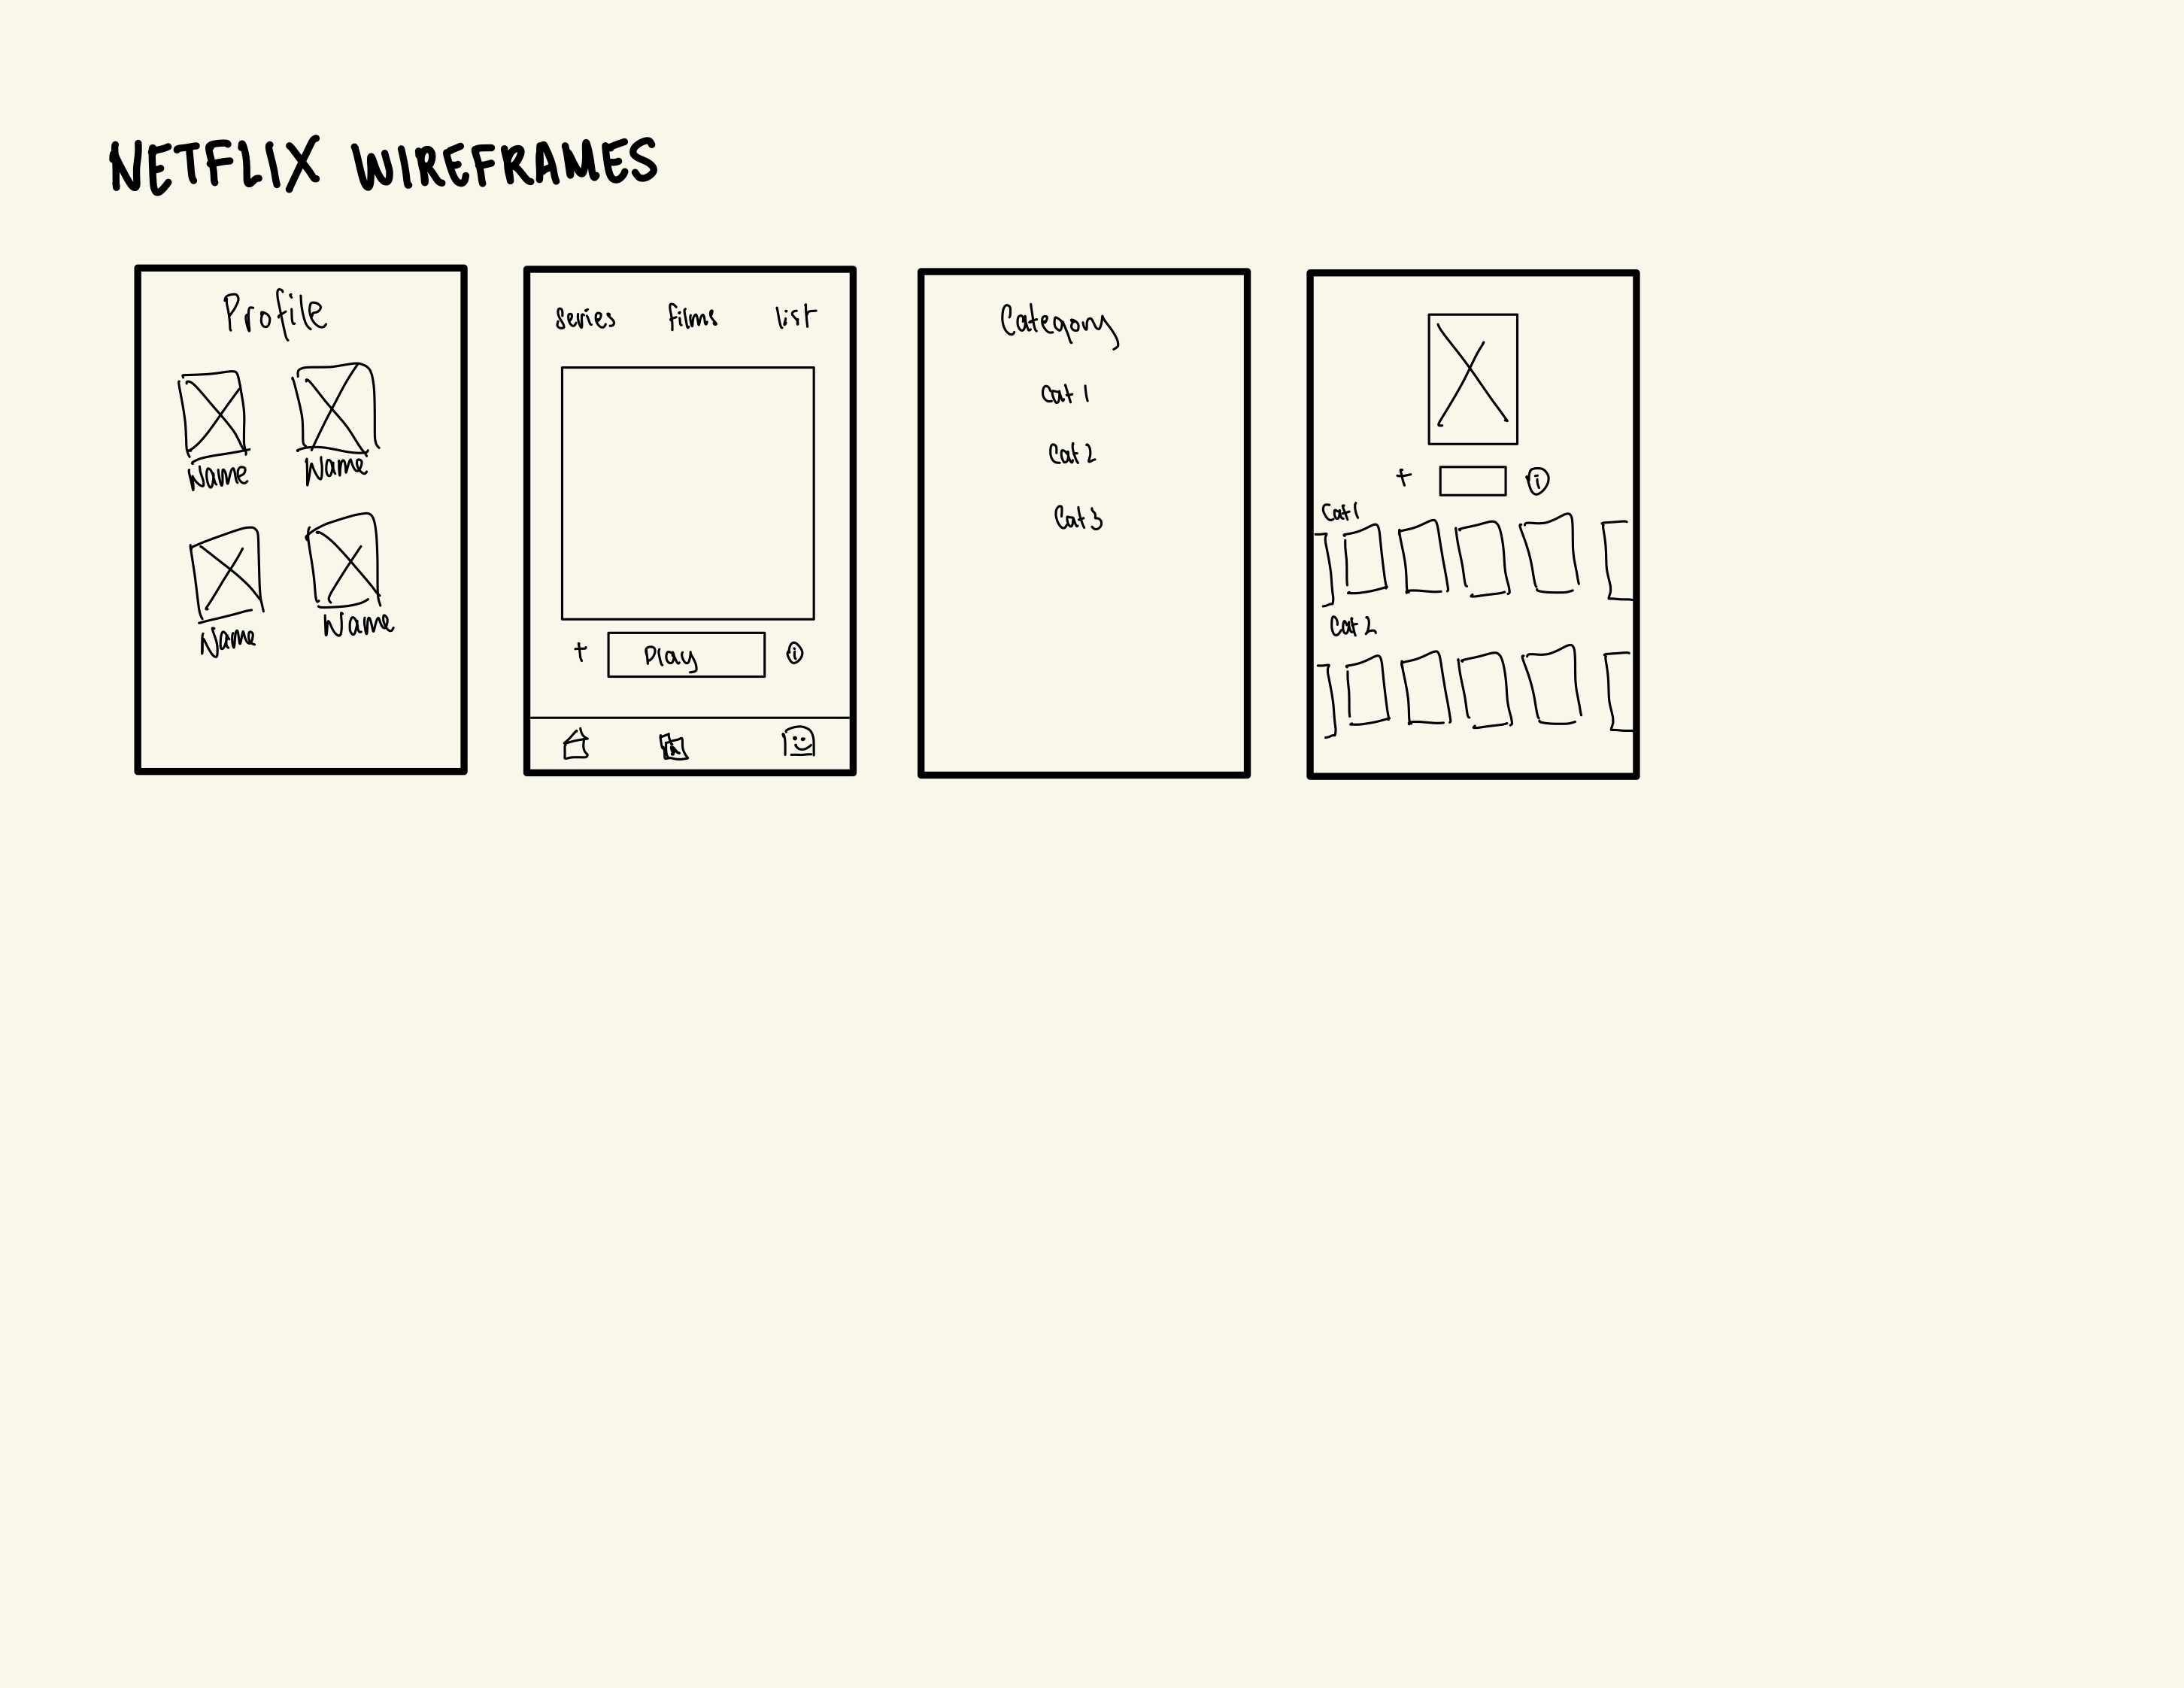 NETFLIX WIREFRAMES
Profile
Name Name
Name Name
Series Films List
+ Play i
Category
Cat 1
Cat 2
Cat 3
+ i
Cat 1
Cat 2